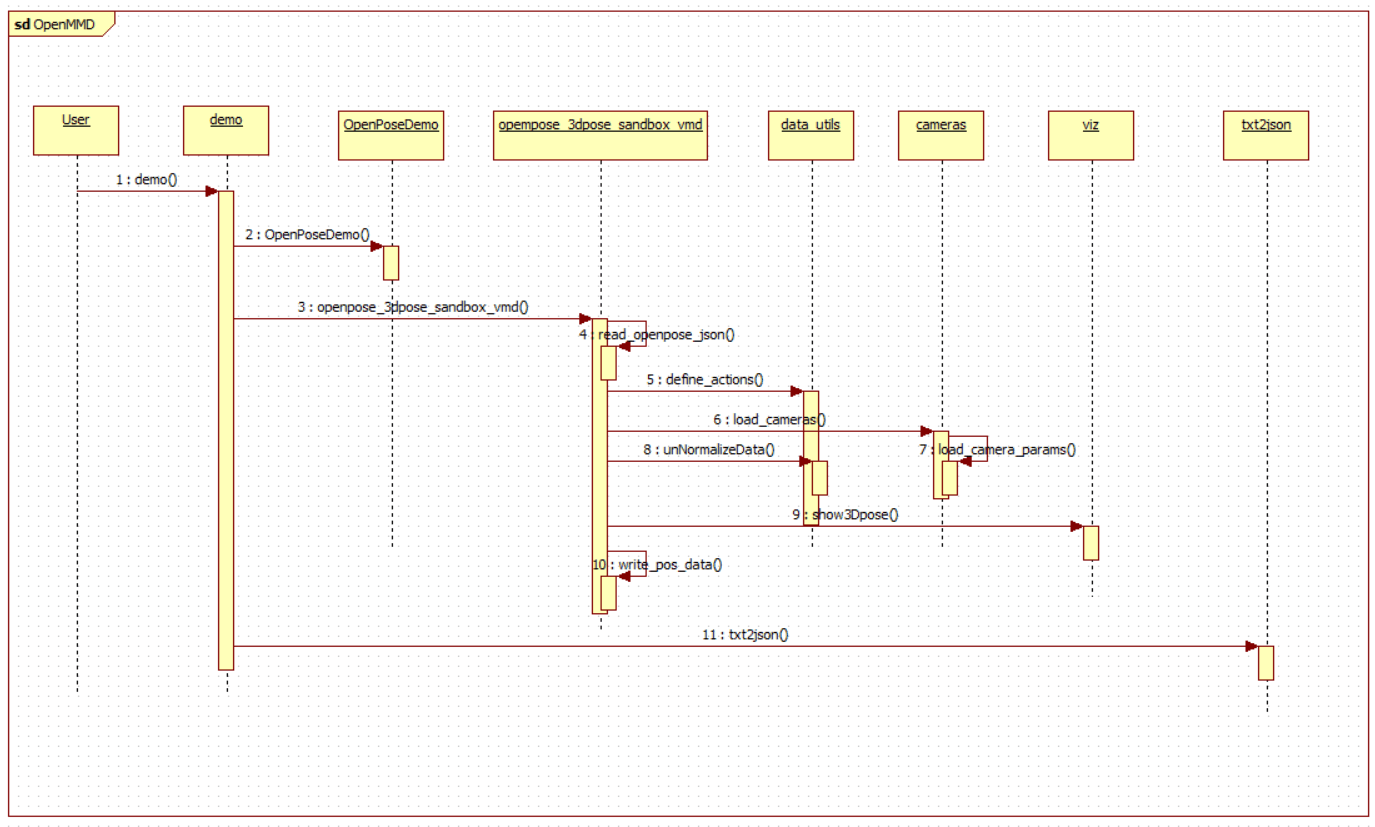 sd OpenMMD
User
demo
OpenPoseDemo
opempose_3dpose_sandbox_vmd
data_utils
cameras
viz
txt2json
1 : demo()
2 : OpenPoseDemo()
3 : openpose_3dpose_sandbox_vmd()
4 : read_openpose_json()
5 : define_actions()
6 : load_cameras()
8 : unNormalizeData()
7 : load_camera_params()
9 : show3Dpose()
10 : write_pos_data()
11 : txt2json()